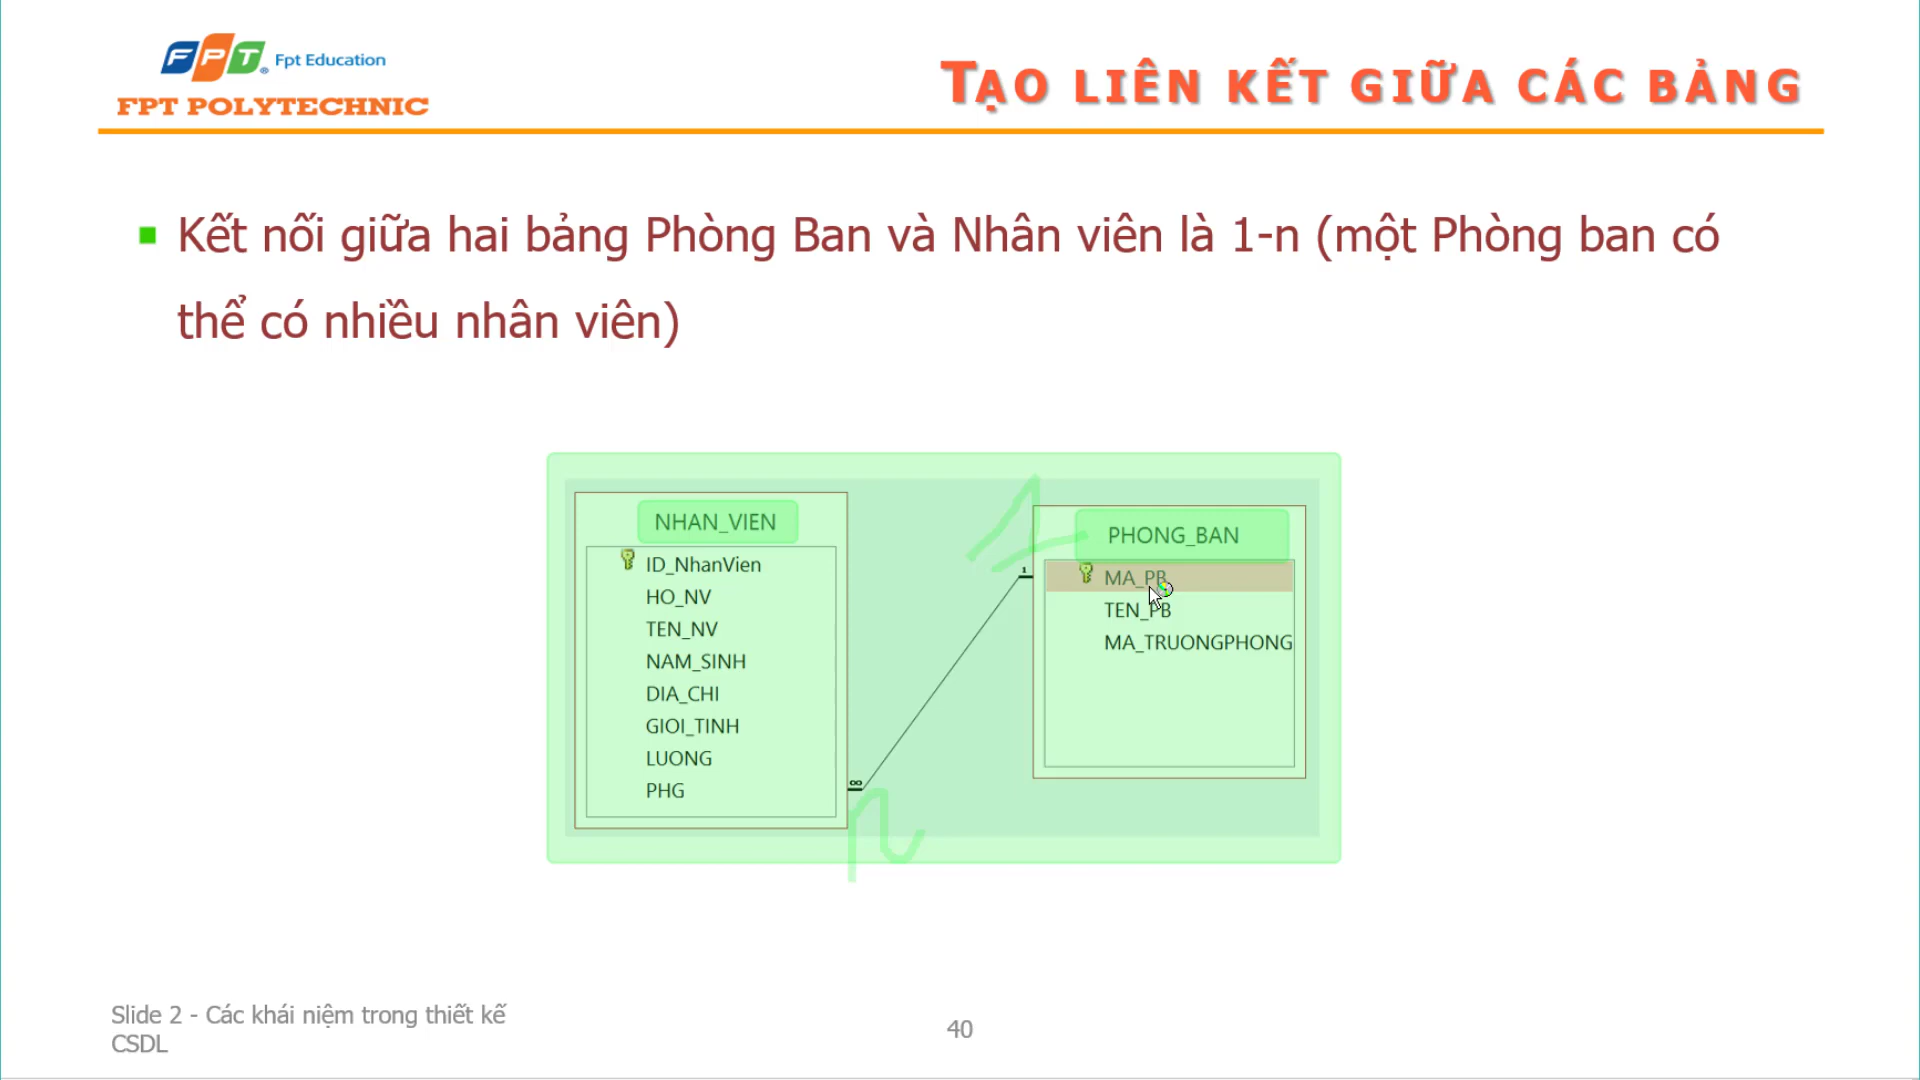 FPT® Fpt Education
FPT POLYTECHNIC
TẠO LIÊN KẾT GIỮA CÁC BẢNG
Kết nối giữa hai bảng Phòng Ban và Nhân viên là 1-n (một Phòng ban có
thể có nhiều nhân viên)
NHAN_VIEN
ID_NhanVien
HO_NV
TEN_NV
NAM_SINH
DIA_CHI
GIOI_TINH
LUONG
PHG
∞
n
1
1
PHONG_BAN
MA_PB
TEN_PB
MA_TRUONGPHONG
Slide 2 - Các khái niệm trong thiết kế
CSDL
40